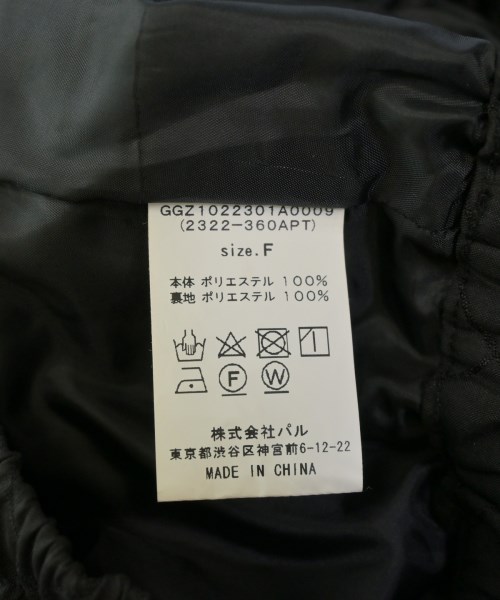 GGZ1022301A0009
(2322-360APT)
size.F
本体 ポリエステル 100%
裏地 ポリエステル 100%
F W
株式会社パル
東京都渋谷区神宮前6-12-22
MADE IN CHINA